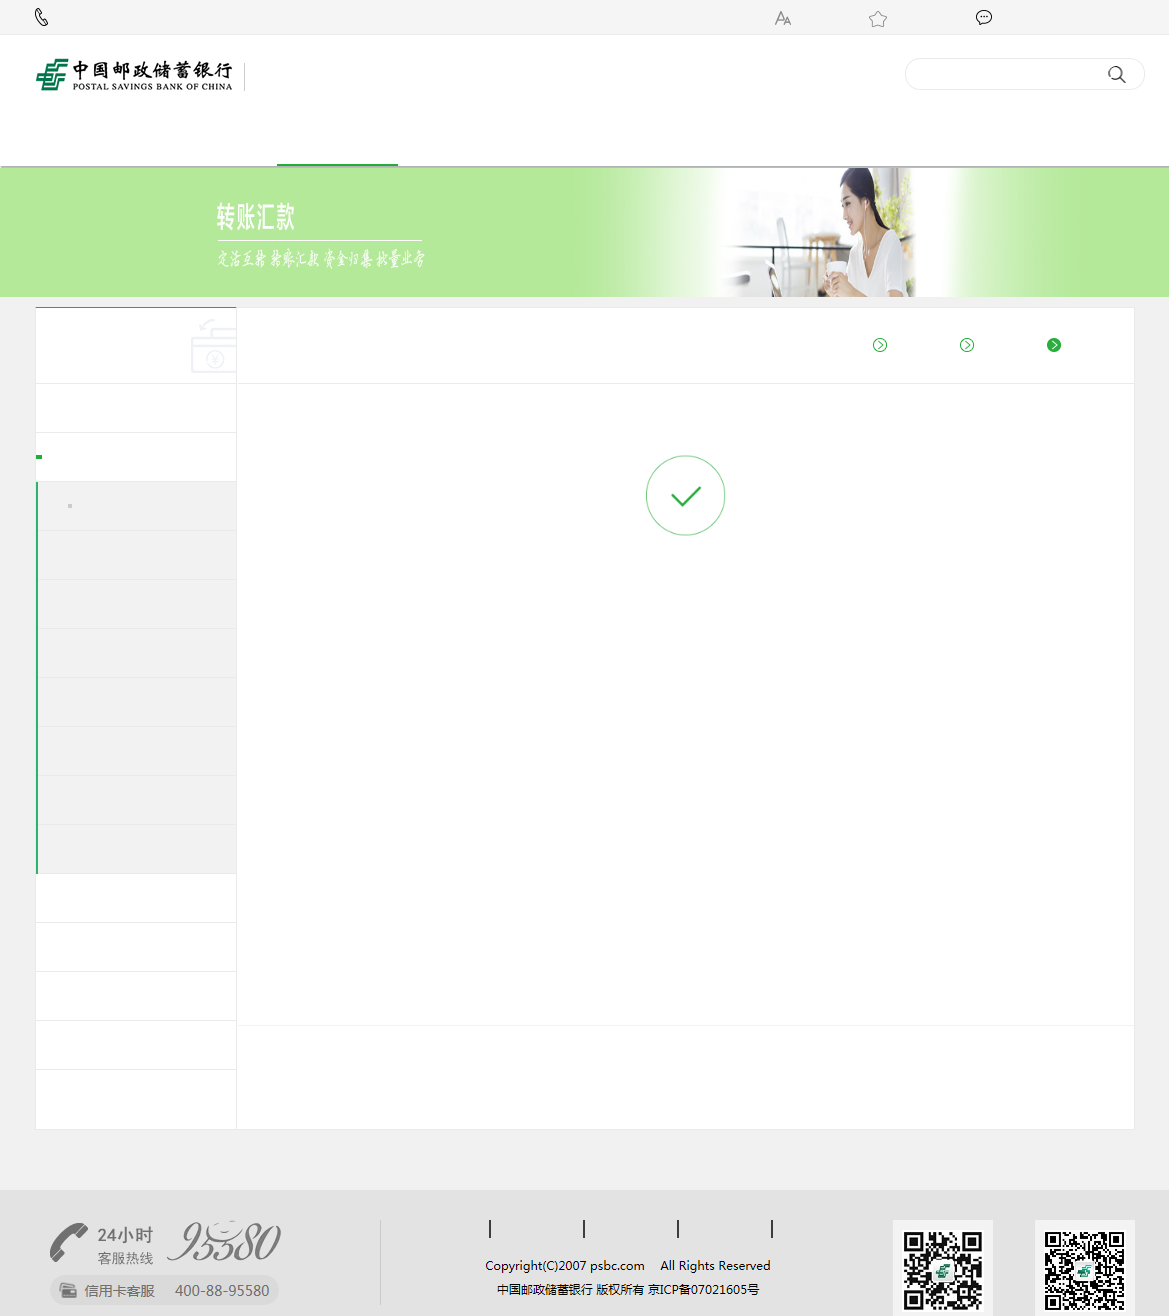 中国邮政储蓄银行
POSTAL SAVINGS BANK OF CHINA
转账汇款
定活互转 转账汇款 资金归集 批量业务
24小时
客服热线
95580
信用卡客服 400-88-95580
Copyright(C)2007 psbc.com All Rights Reserved
中国邮政储蓄银行 版权所有 京ICP备07021605号